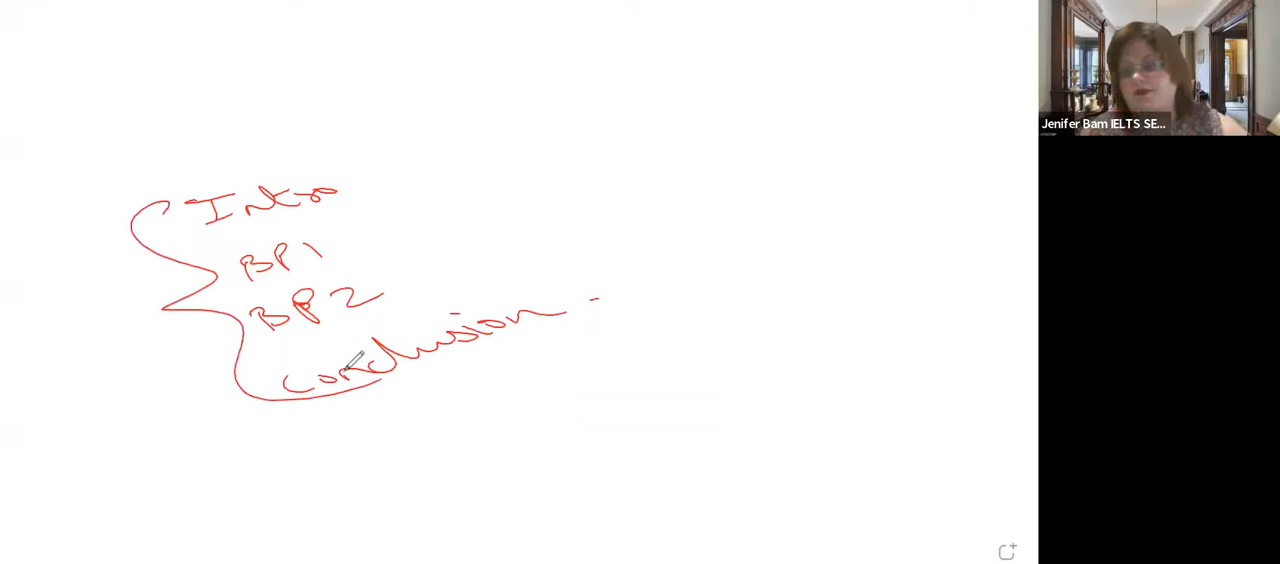 Jenifer Bam IELTS SE...
Intro
BP1
BP2
Conclusion